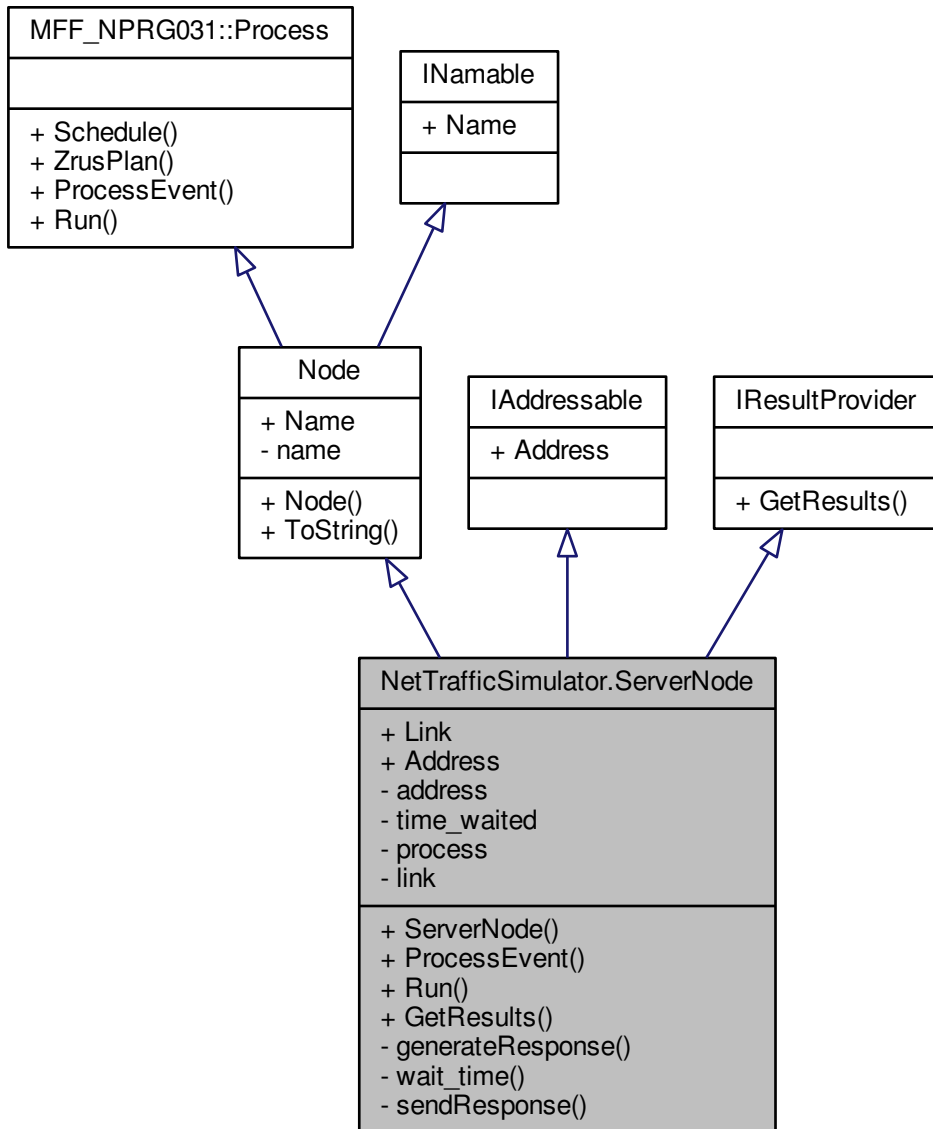 MFF_NPRG031::Process
+ Schedule()
+ ZrusPlan()
+ ProcessEvent()
+ Run()
INamable
+ Name
Node
+ Name
- name
+ Node()
+ ToString()
IAddressable
+ Address
IResultProvider
+ GetResults()
NetTrafficSimulator.ServerNode
+ Link
+ Address
- address
- time_waited
- process
- link
+ ServerNode()
+ ProcessEvent()
+ Run()
+ GetResults()
- generateResponse()
- wait_time()
- sendResponse()